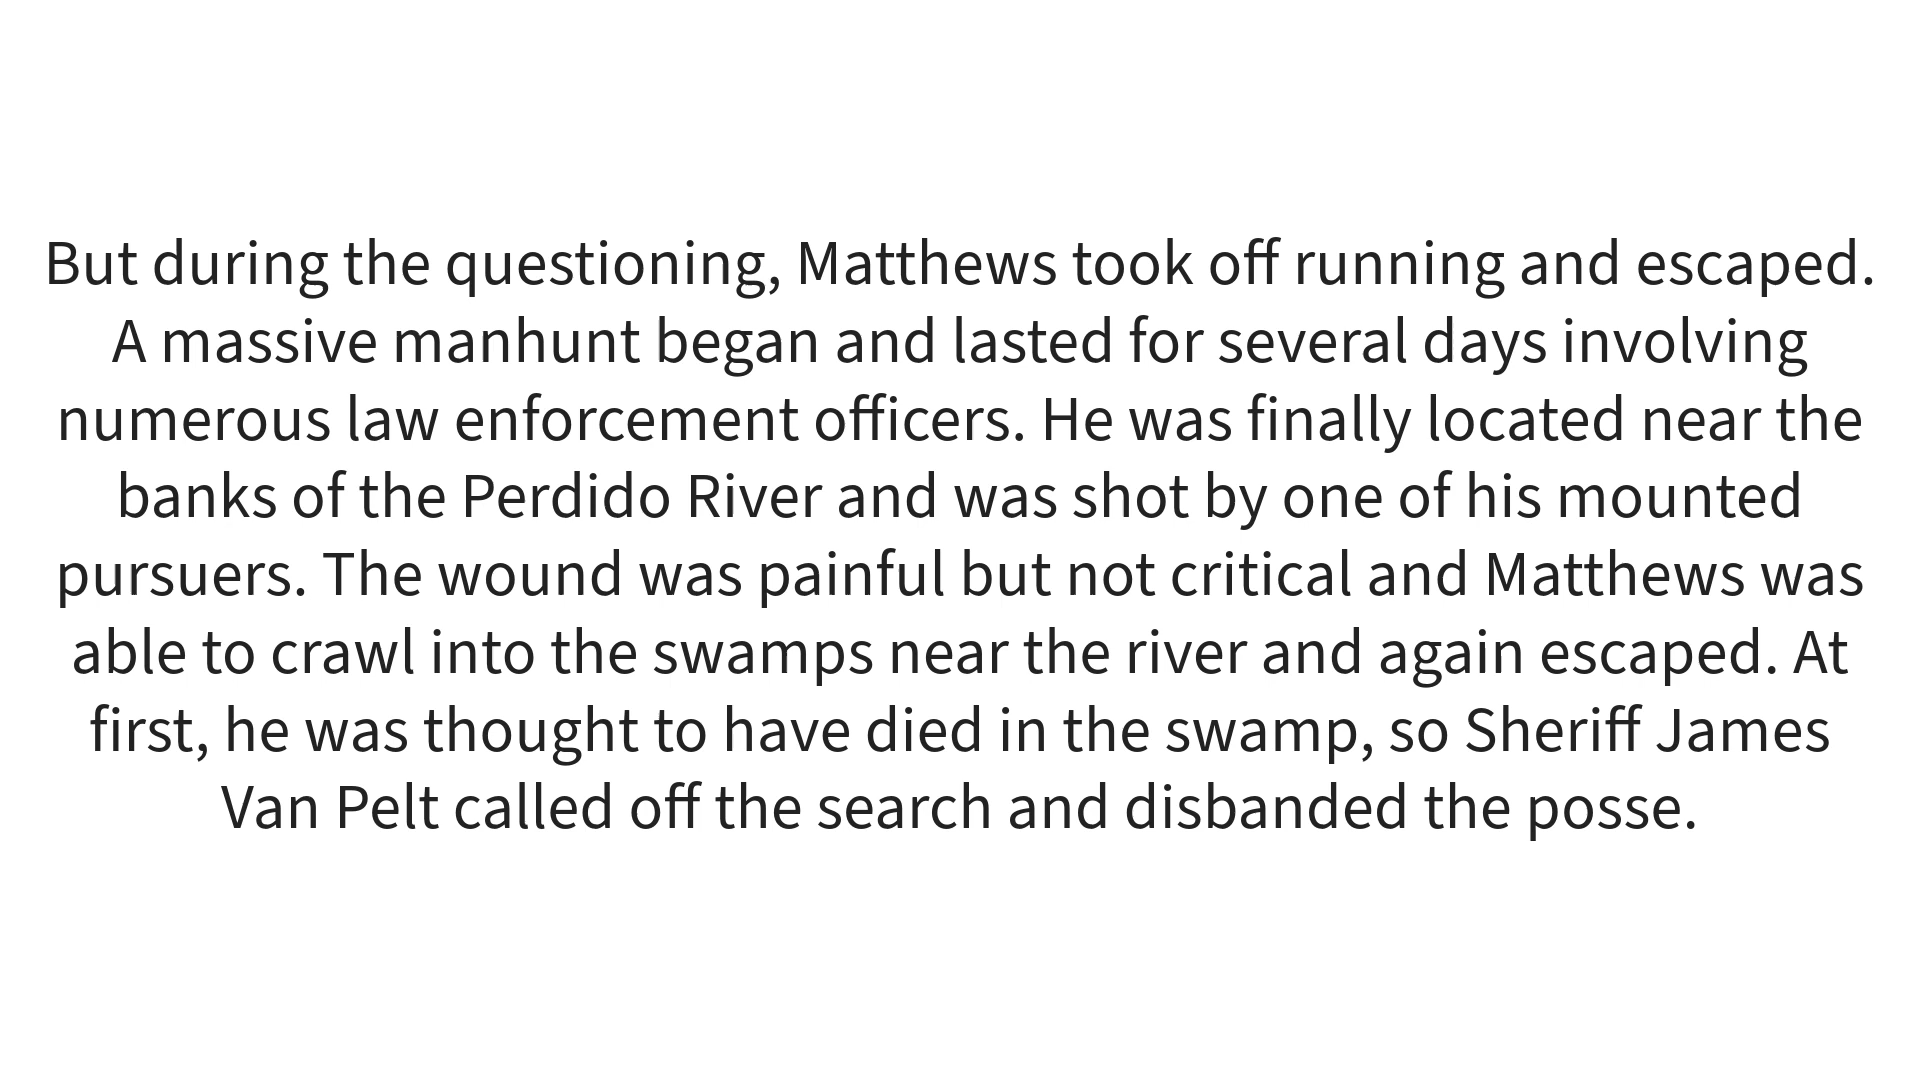 But during the questioning, Matthews took off running and escaped.
A massive manhunt began and lasted for several days involving
numerous law enforcement officers. He was finally located near the
banks of the Perdido River and was shot by one of his mounted
pursuers. The wound was painful but not critical and Matthews was
able to crawl into the swamps near the river and again escaped. At
first, he was thought to have died in the swamp, so Sheriff James
Van Pelt called off the search and disbanded the posse.